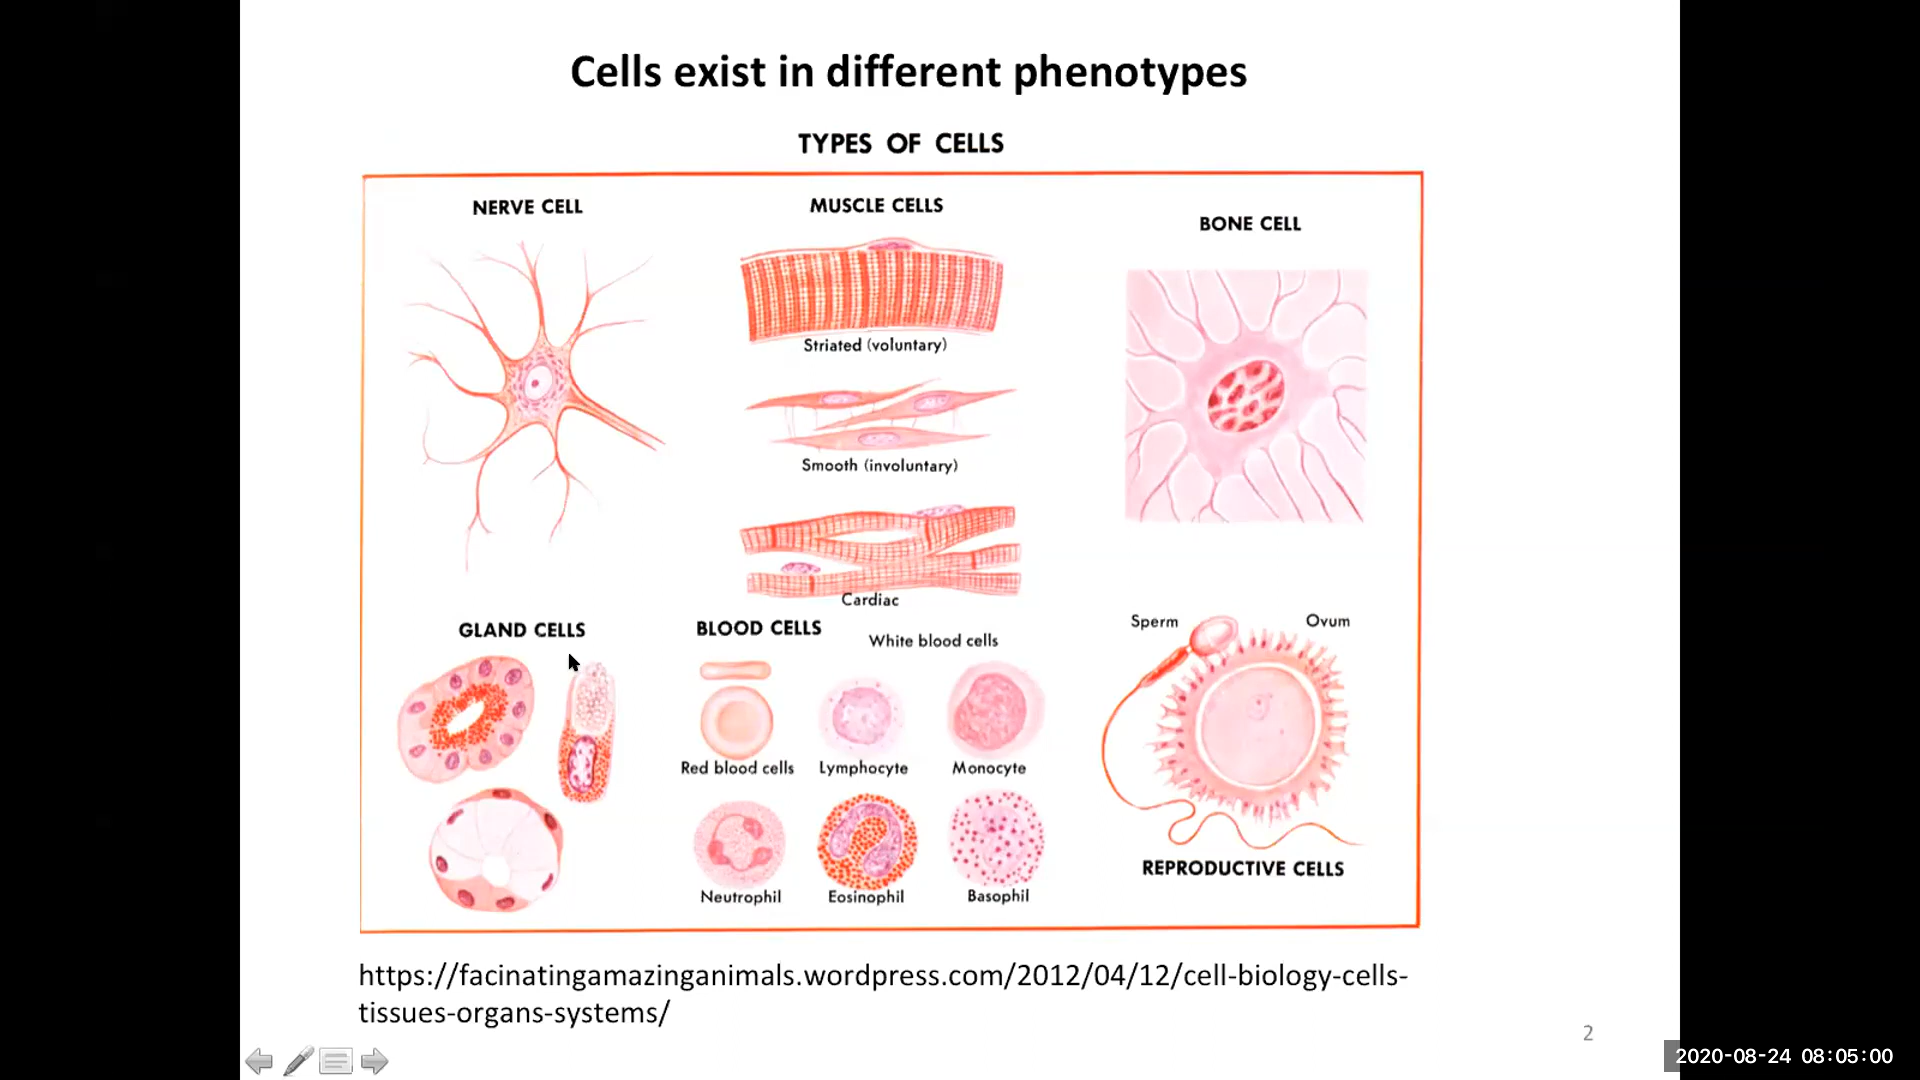 Cells exist in different phenotypes
TYPES OF CELLS
NERVE CELL
MUSCLE CELLS
BONE CELL
Striated (voluntary)
Smooth (involuntary)
Cardiac
GLAND CELLS
BLOOD CELLS
White blood cells
Red blood cells
Lymphocyte
Monocyte
Neutrophil
Eosinophil
Basophil
Sperm
Ovum
REPRODUCTIVE CELLS
https://facinatingamazinganimals.wordpress.com/2012/04/12/cell-biology-cells-
tissues-organs-systems/
2
2020-08-24 08:05:00